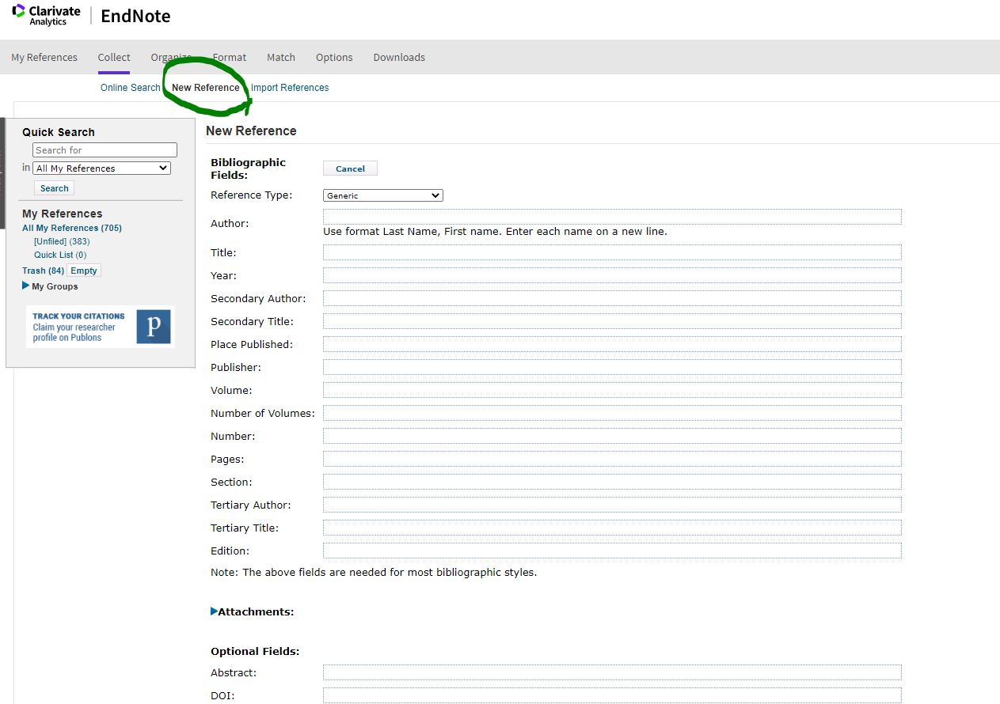 Clarivate
Analytics
EndNote
My References Collect Organize Format Match Options Downloads
Online Search New Reference Import References
Quick Search
Search for
in All My References
Search
My References
All My References (705)
[Unfiled] (383)
Quick List (0)
Trash (84) Empty
My Groups
TRACK YOUR CITATIONS
Claim your researcher
profile on Publons
p
New Reference
Bibliographic
Fields:
Cancel
Reference Type: Generic
Author:
Use format Last Name, First name. Enter each name on a new line.
Title:
Year:
Secondary Author:
Secondary Title:
Place Published:
Publisher:
Volume:
Number of Volumes:
Number:
Pages:
Section:
Tertiary Author:
Tertiary Title:
Edition:
Note: The above fields are needed for most bibliographic styles.
Attachments:
Optional Fields:
Abstract:
DOI: